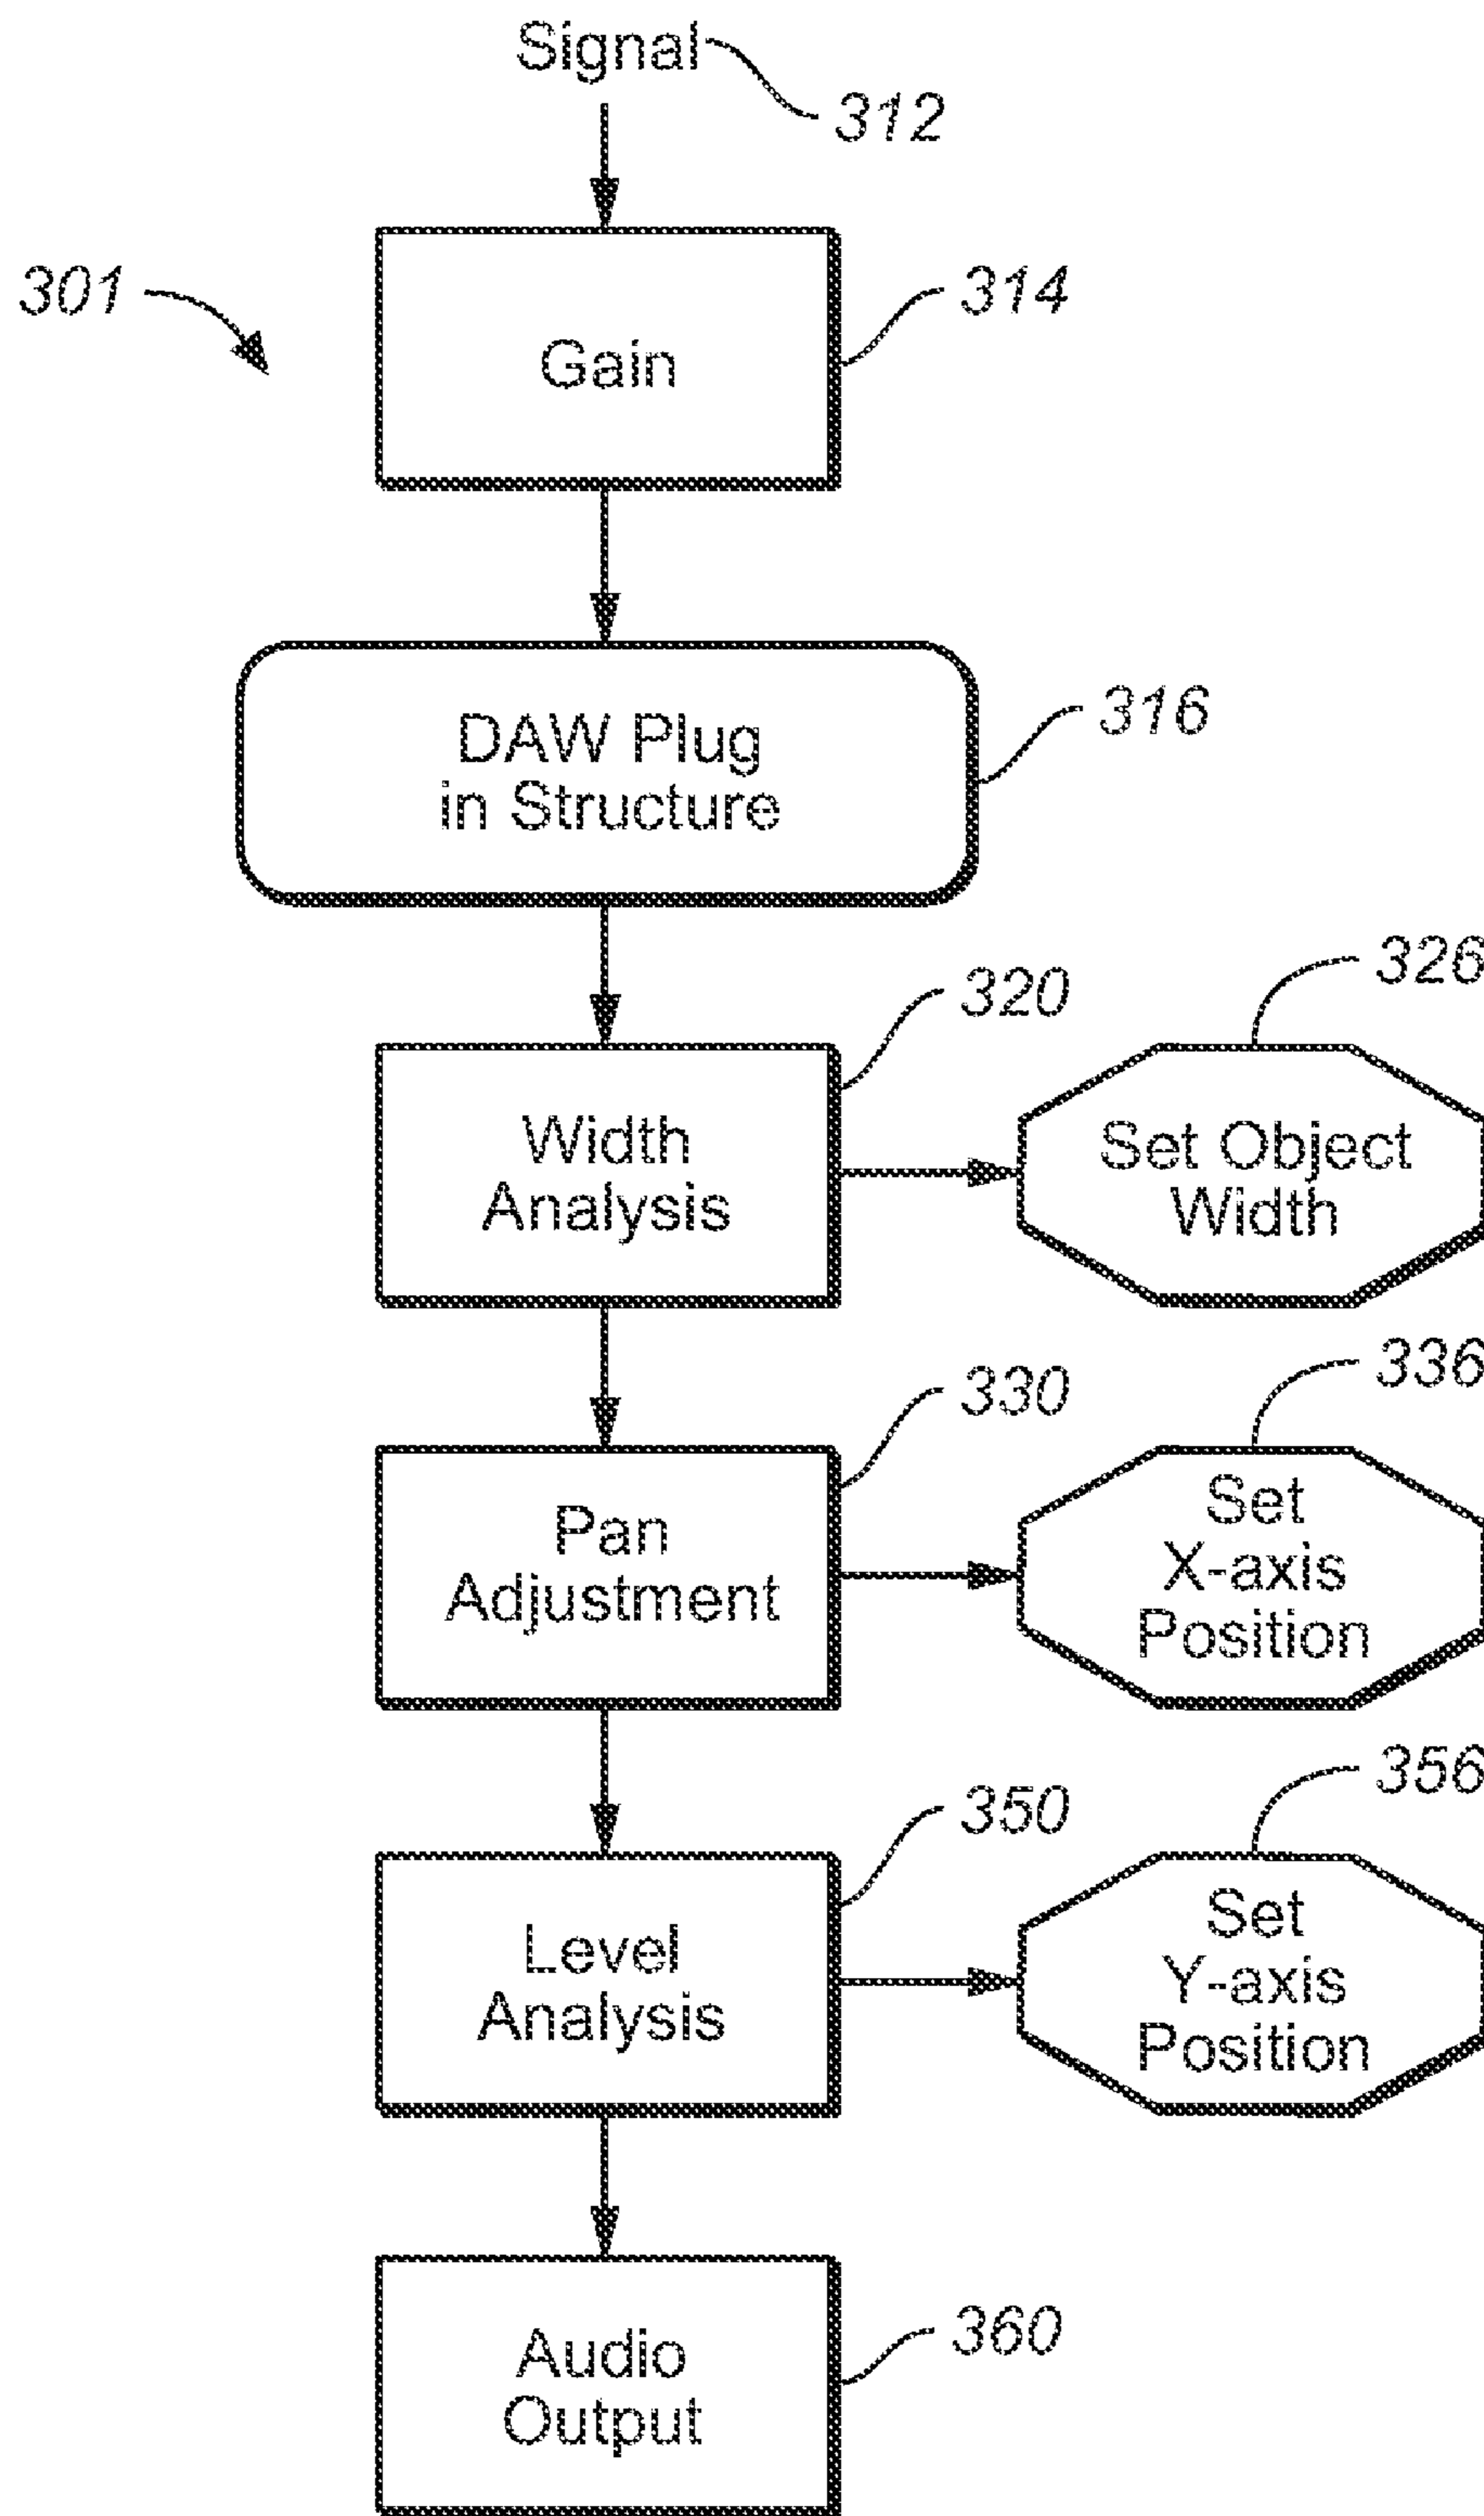 Signal
312
301
314
Gain
316
DAW Plug
in Structure
326
320
Set Object
Width
Width
Analysis
336
330
Set
X-axis
Position
Pan
Adjustment
356
350
Set
Y-axis
Position
Level
Analysis
360
Audio
Output